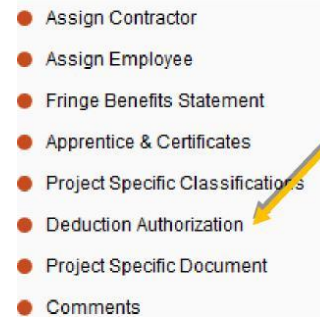 Assign Contractor
Assign Employee
Fringe Benefits Statement
Apprentice & Certificates
Project Specific Classifications
Deduction Authorization
Project Specific Document
Comments